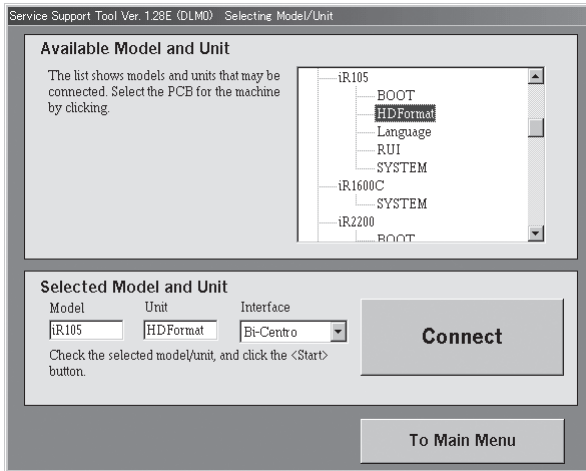 Service Support Tool Ver. 1.28E (DLM0) Selecting Model/Unit
Available Model and Unit
The list shows models and units that may be
connected. Select the PCB for the machine
by clicking.
iR105
BOOT
HDFormat
Language
RUI
SYSTEM
iR1600C
SYSTEM
iR2200
BOOT
Selected Model and Unit
Model Unit Interface
iR105 HDFormat Bi-Centro
Check the selected model/unit, and click the <Start>
button.
Connect
To Main Menu